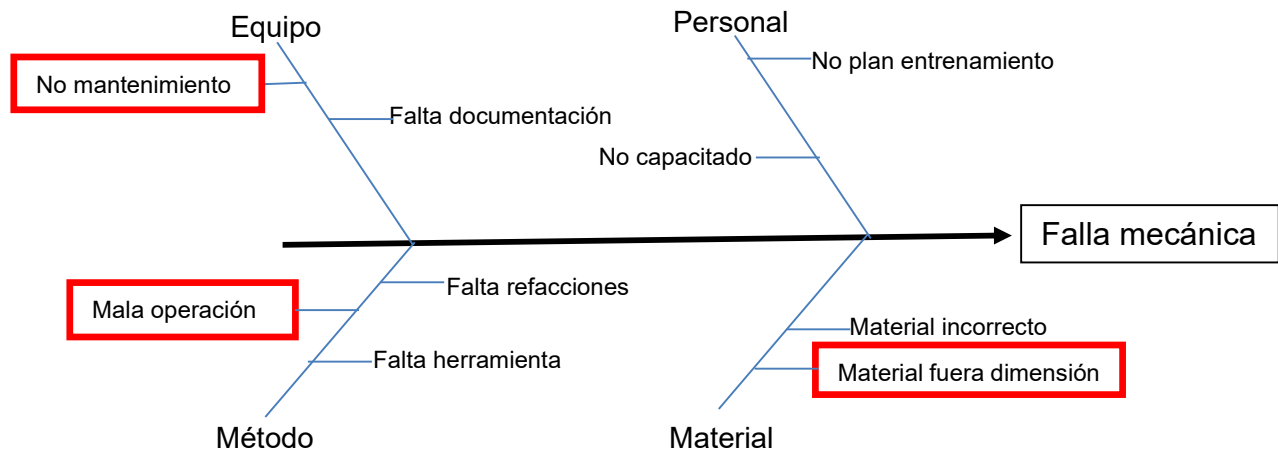 Equipo
Personal
No mantenimiento
No plan entrenamiento
Falta documentación
No capacitado
Falla mecánica
Falta refacciones
Mala operación
Material incorrecto
Falta herramienta
Material fuera dimensión
Método
Material